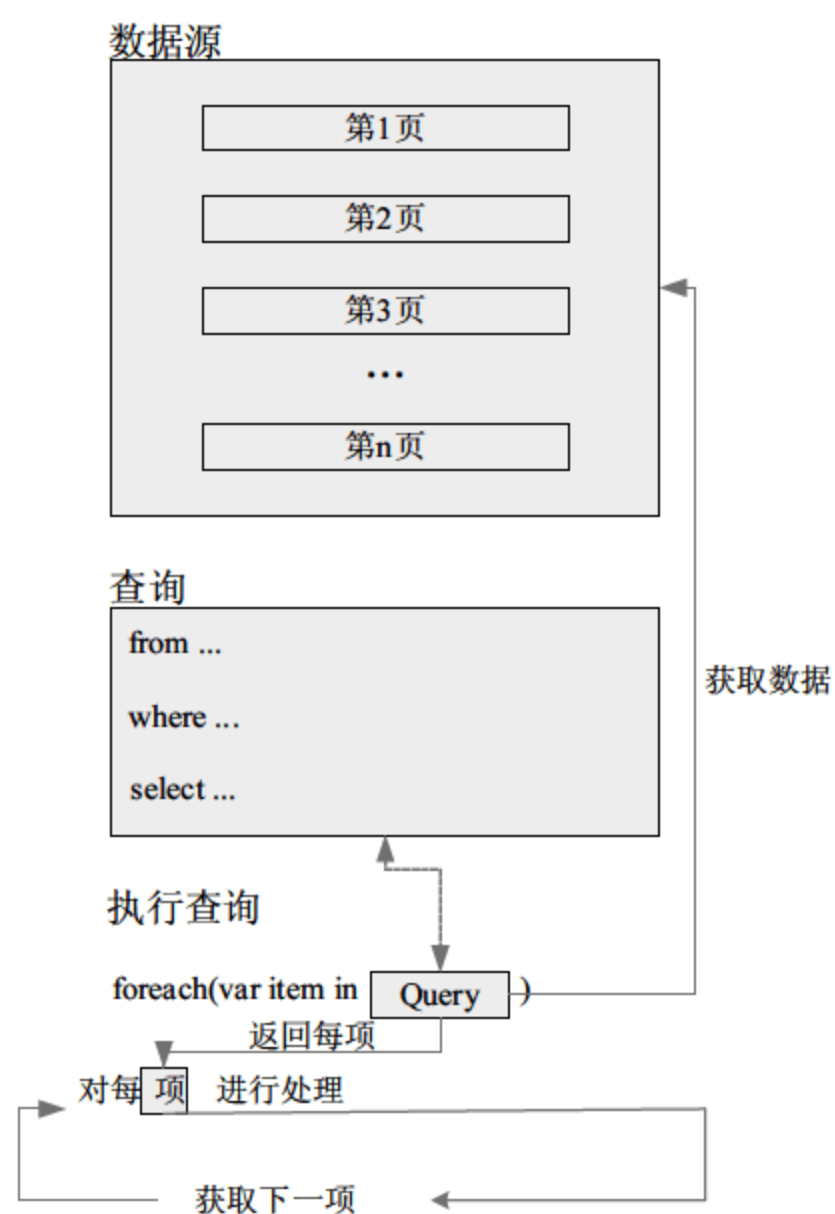 数据源
第1页
第2页
第3页
...
第n页
查询
from ...
where ...
select ...
获取数据
执行查询
foreach(var item in Query )
返回每项
对每 项 进行处理
获取下一项